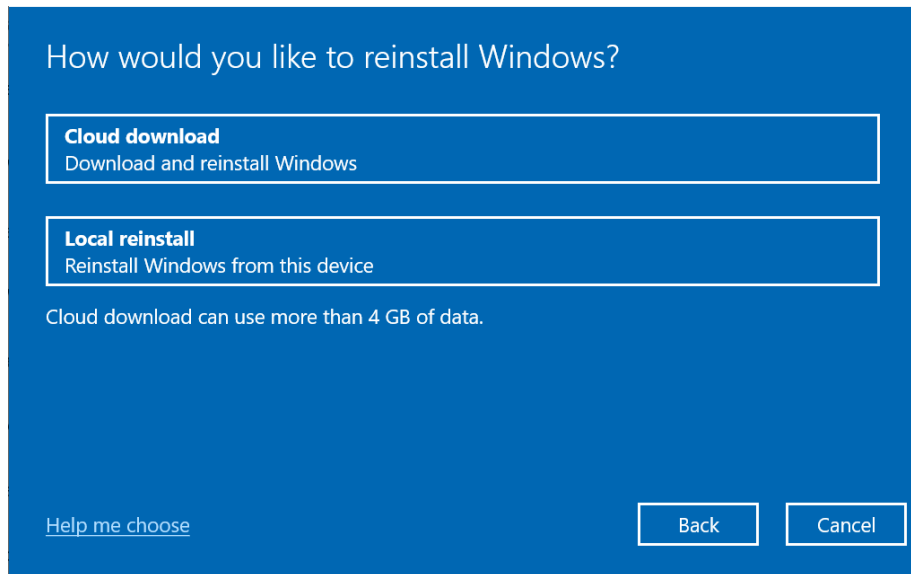 How would you like to reinstall Windows?
Cloud download
Download and reinstall Windows
Local reinstall
Reinstall Windows from this device
Cloud download can use more than 4 GB of data.
Help me choose
Back
Cancel